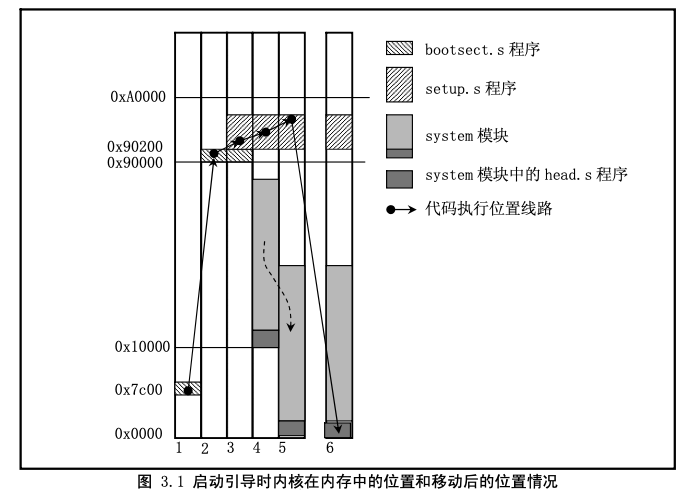 bootsect.s 程序
0xA0000
setup.s 程序
system 模块
0x90200
0x90000
system 模块中的 head.s 程序
代码执行位置线路
0x10000
0x7c00
0x0000
1 2 3 4 5 6
图 3.1 启动引导时内核在内存中的位置和移动后的位置情况